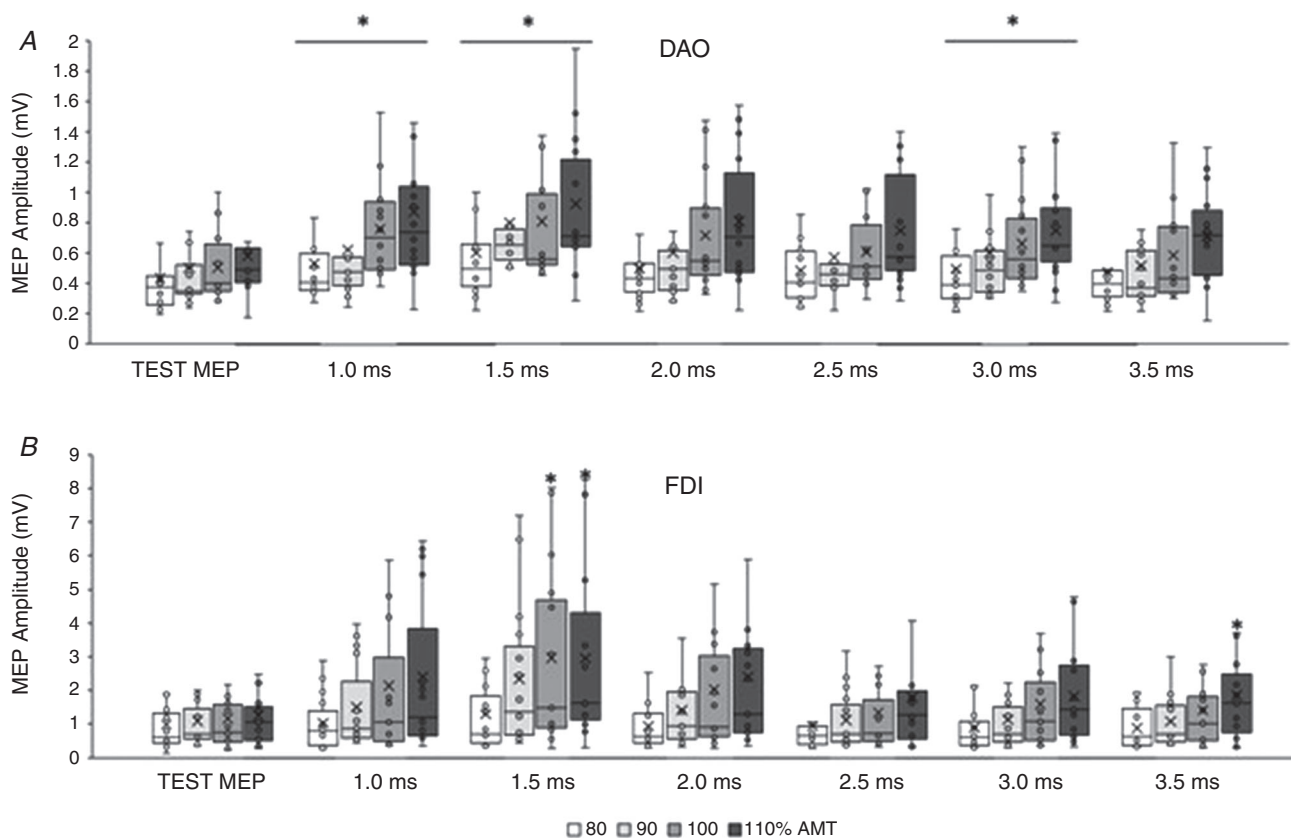 A
DAO
* * *
MEP Amplitude (mV)
2
1.8
1.6
1.4
1.2
1
0.8
0.6
0.4
0.2
0
TEST MEP 1.0 ms 1.5 ms 2.0 ms 2.5 ms 3.0 ms 3.5 ms
B
FDI
* * *
MEP Amplitude (mV)
9
8
7
6
5
4
3
2
1
0
TEST MEP 1.0 ms 1.5 ms 2.0 ms 2.5 ms 3.0 ms 3.5 ms
80 90 100 110% AMT